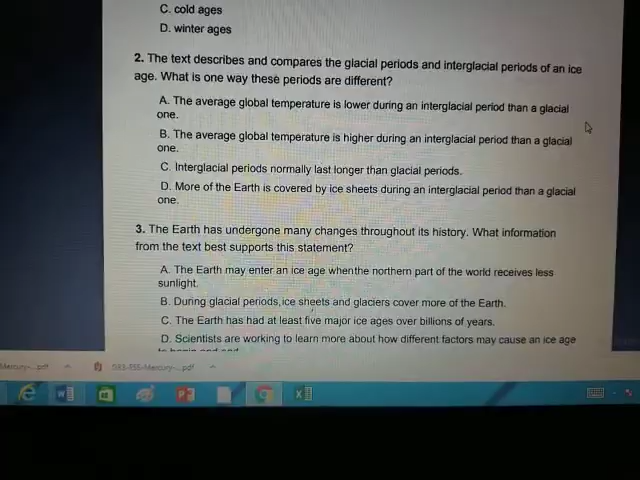 C. cold ages
D. winter ages
2. The text describes and compares the glacial periods and interglacial periods of an ice
age. What is one way these periods are different?
A. The average global temperature is lower during an interglacial period than a glacial
one.
B. The average global temperature is higher during an interglacial period than a glacial
one.
C. Interglacial periods normally last longer than glacial periods.
D. More of the Earth is covered by ice sheets during an interglacial period than a glacial
one.
3. The Earth has undergone many changes throughout its history. What information
from the text best supports this statement?
A. The Earth may enter an ice age when the northern part of the world receives less
sunlight.
B. During glacial periods, ice sheets and glaciers cover more of the Earth.
C. The Earth has had at least five major ice ages over billions of years.
D. Scientists are working to learn more about how different factors may cause an ice age